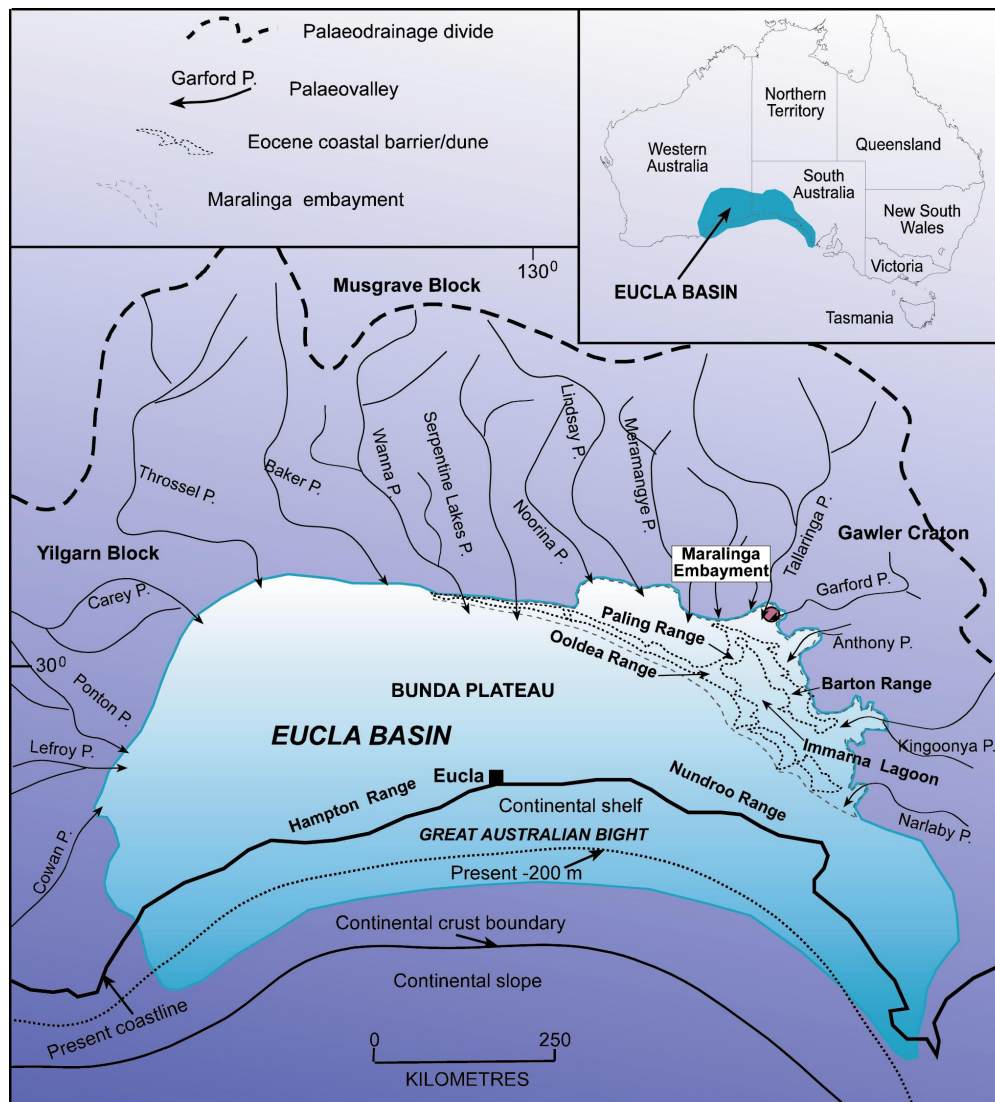 Palaeodrainage divide
Garford P.
Palaeovalley
Eocene coastal barrier/dune
Maralinga embayment
Northern
Territory
Western
Australia
Queensland
South
Australia
New South
Wales
Victoria
EUCLA BASIN
Tasmania
130⁰
Musgrave Block
Throssel P.
Baker P.
Wanna P.
Serpentine Lakes P.
Noorina P.
Lindsay P.
Meramangye P.
Tallaringa P.
Maralinga
Embayment
Gawler Craton
Yilgarn Block
Carey P.
Garford P.
Paling Range
Ooldea Range
Anthony P.
30⁰
Barton Range
BUNDA PLATEAU
Ponton P.
EUCLA BASIN
Kingoonya P.
Immarna Lagoon
Lefroy P.
Eucla
Hampton Range
Nundroo Range
Continental shelf
Narlaby P.
GREAT AUSTRALIAN BIGHT
Cowan P.
Present -200 m
Continental crust boundary
Continental slope
Present coastline
0
250
KILOMETRES